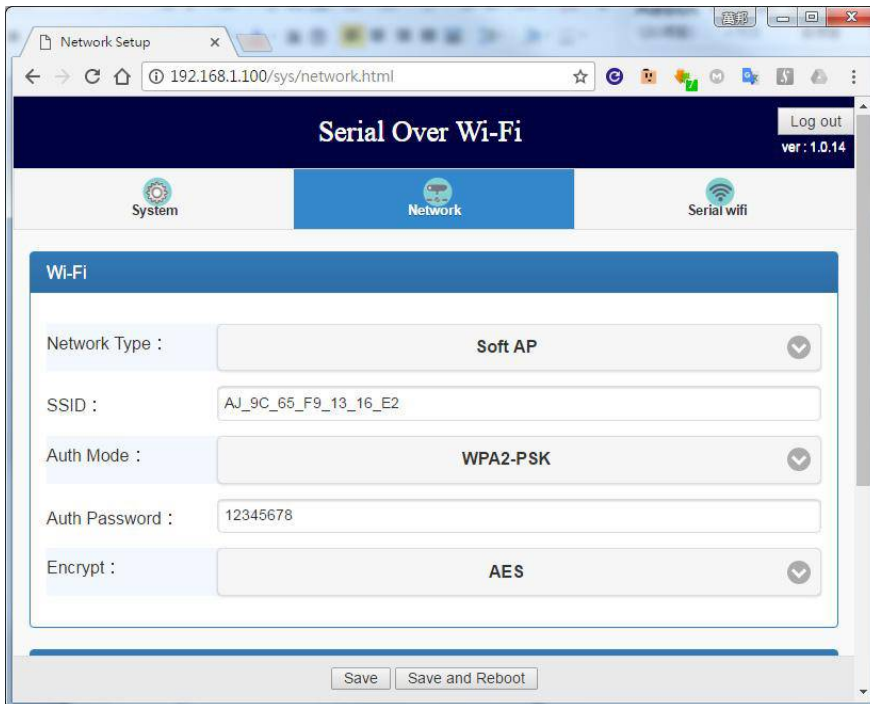 萬邦
Network Setup
192.168.1.100/sys/network.html
Serial Over Wi-Fi
Log out
ver : 1.0.14
System
Network
Serial wifi
Wi-Fi
Network Type：
Soft AP
SSID：
AJ_9C_65_F9_13_16_E2
Auth Mode：
WPA2-PSK
Auth Password：
12345678
Encrypt：
AES
Save
Save and Reboot